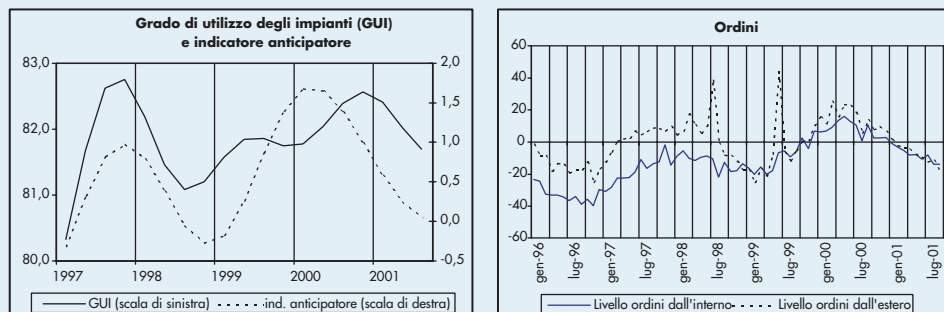 Grado di utilizzo degli impianti (GUI)
e indicatore anticipatore
83,0
82,0
81,0
80,0
2,0
1,5
1,0
0,5
0,0
-0,5
1997 1998 1999 2000 2001
GUI (scala di sinistra) ind. anticipatore (scala di destra)
Ordini
60
40
20
0
-20
-40
-60
gen-96 lug-96 gen-97 lug-97 gen-98 lug-98 gen-99 lug-99 gen-00 lug-00 gen-01 lug-01
Livello ordini dall'interno Livello ordini dall'estero